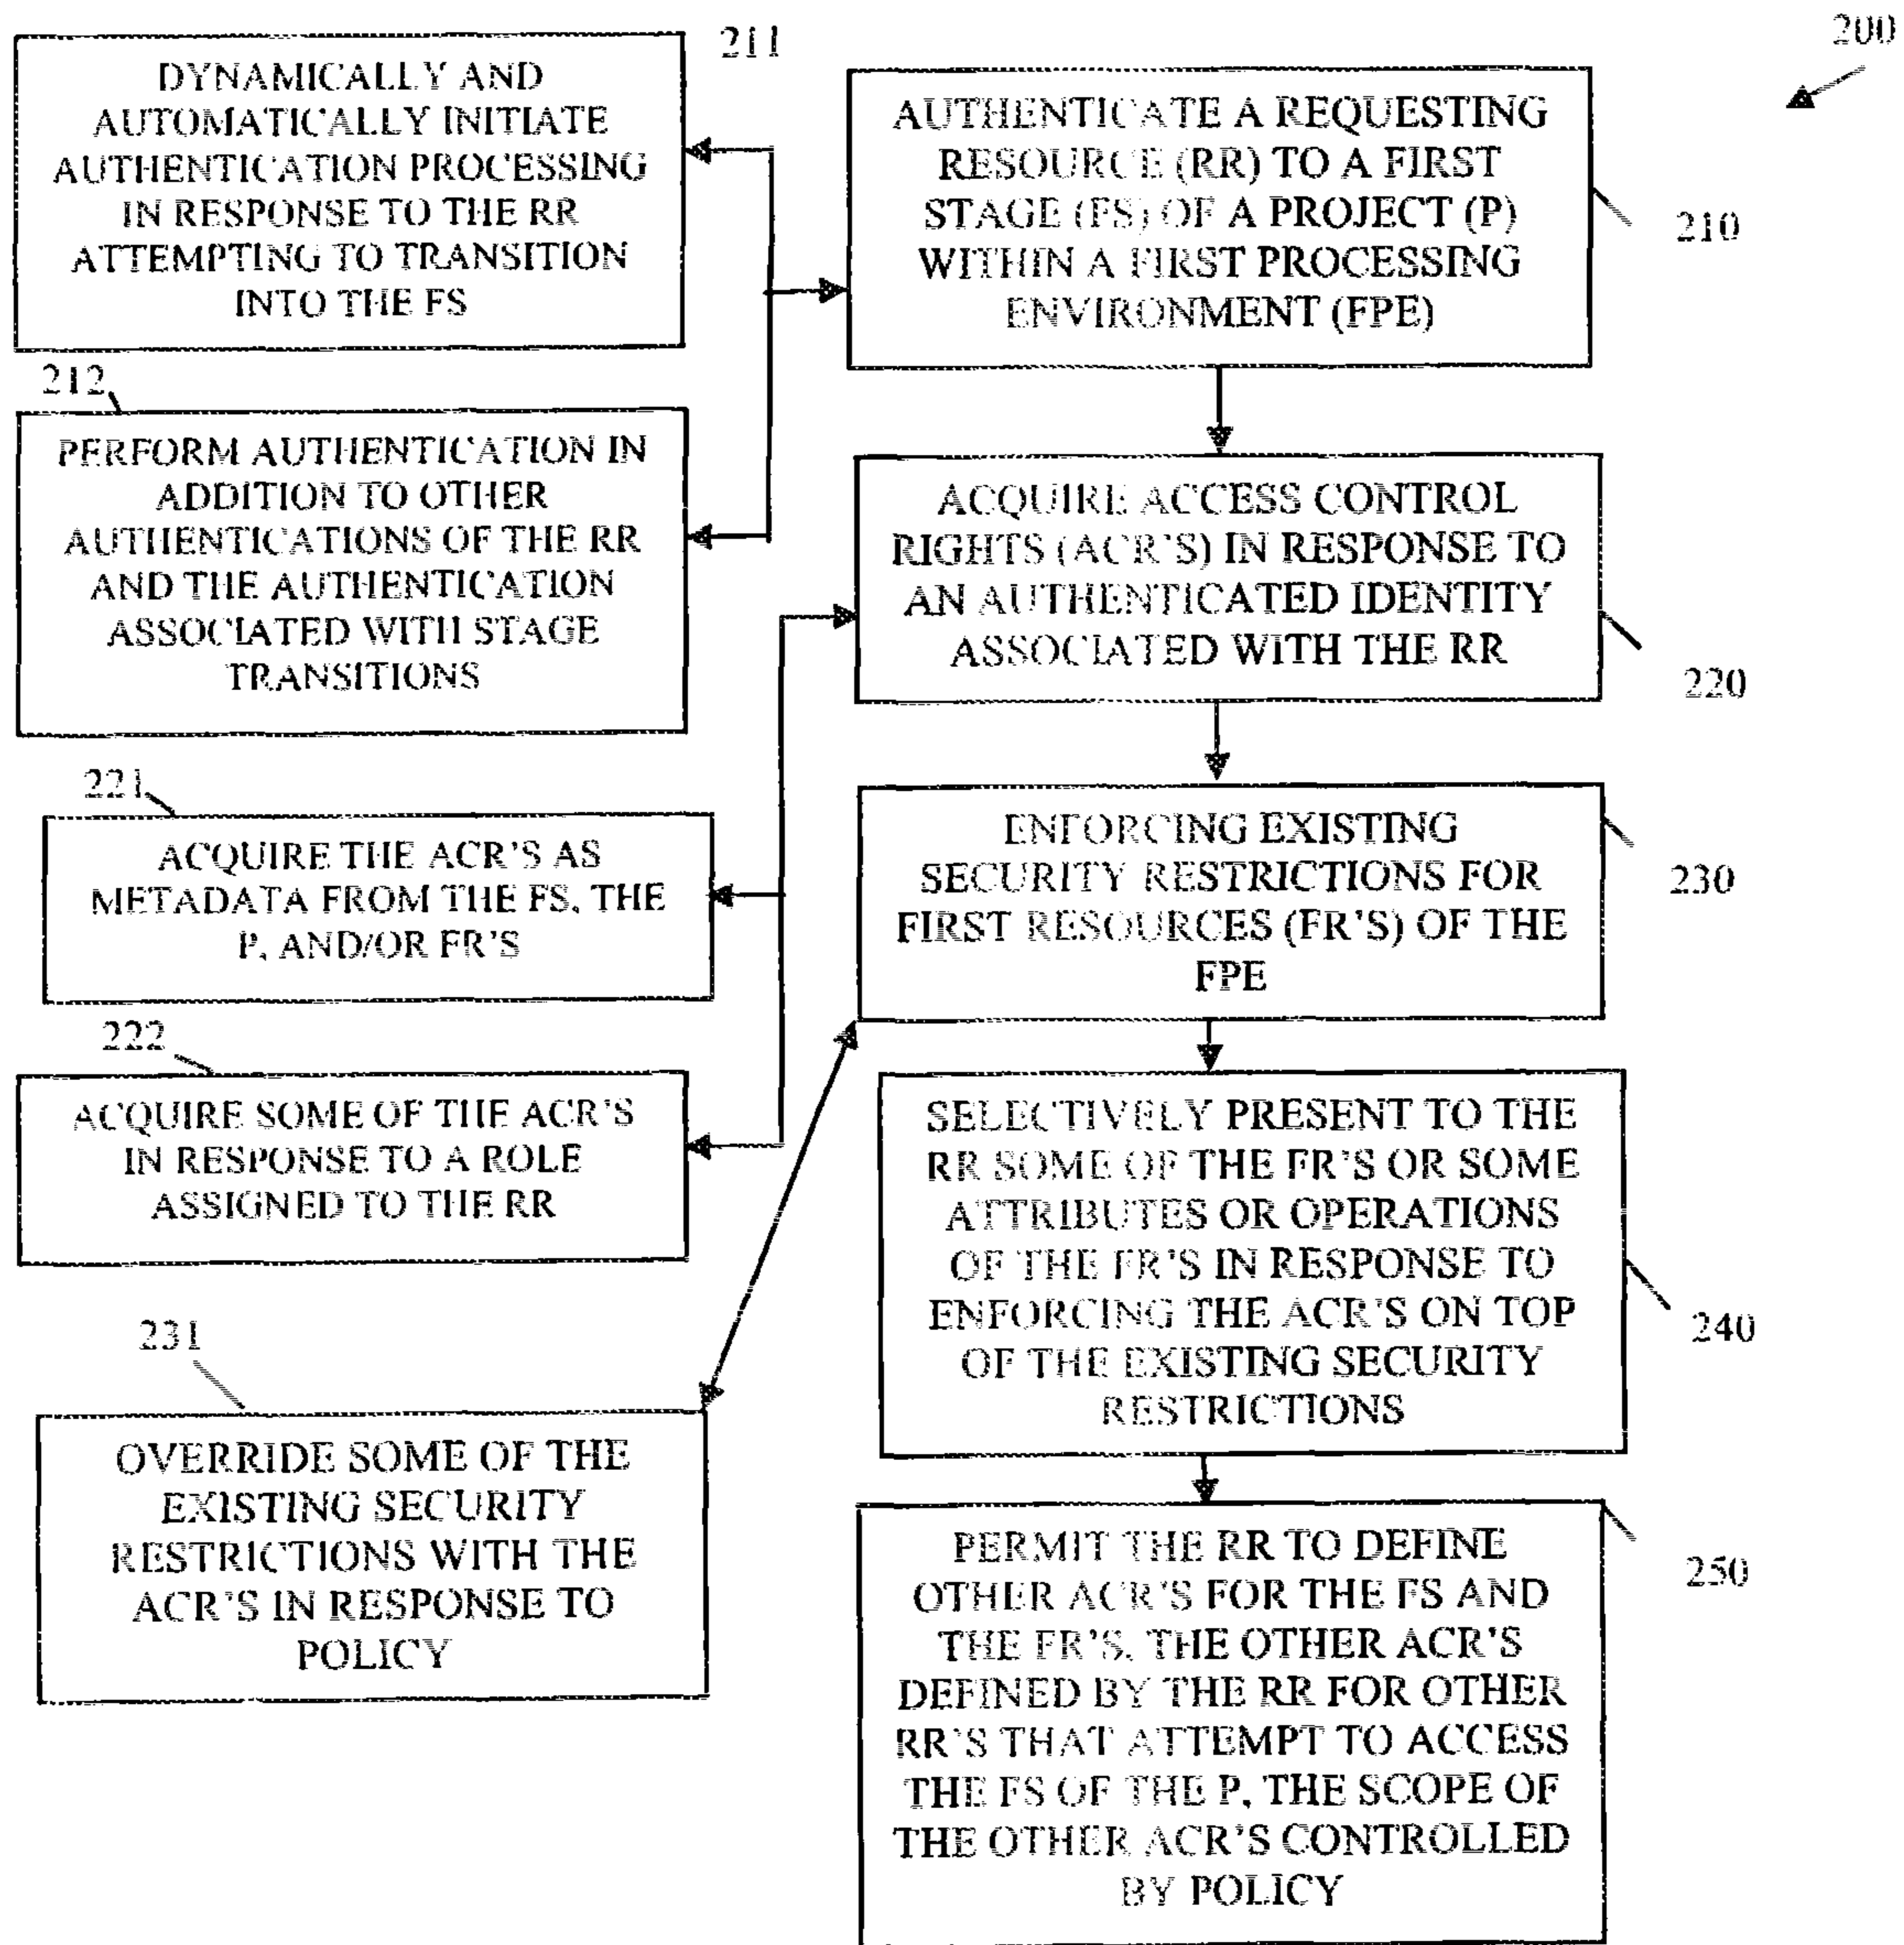 200
211
DYNAMICALLY AND
AUTOMATICALLY INITIATE
AUTHENTICATION PROCESSING
IN RESPONSE TO THE RR
ATTEMPTING TO TRANSITION
INTO THE FS
AUTHENTICATE A REQUESTING
RESOURCE (RR) TO A FIRST
STAGE (FS) OF A PROJECT (P)
WITHIN A FIRST PROCESSING
ENVIRONMENT (FPE)
210
212
PERFORM AUTHENTICATION IN
ADDITION TO OTHER
AUTHENTICATIONS OF THE RR
AND THE AUTHENTICATION
ASSOCIATED WITH STAGE
TRANSITIONS
ACQUIRE ACCESS CONTROL
RIGHTS (ACR'S) IN RESPONSE TO
AN AUTHENTICATED IDENTITY
ASSOCIATED WITH THE RR
220
221
ACQUIRE THE ACR'S AS
METADATA FROM THE FS, THE
P, AND/OR FR'S
ENFORCING EXISTING
SECURITY RESTRICTIONS FOR
FIRST RESOURCES (FR'S) OF THE
FPE
230
222
ACQUIRE SOME OF THE ACR'S
IN RESPONSE TO A ROLE
ASSIGNED TO THE RR
SELECTIVELY PRESENT TO THE
RR SOME OF THE FR'S OR SOME
ATTRIBUTES OR OPERATIONS
OF THE FR'S IN RESPONSE TO
ENFORCING THE ACR'S ON TOP
OF THE EXISTING SECURITY
RESTRICTIONS
240
231
OVERRIDE SOME OF THE
EXISTING SECURITY
RESTRICTIONS WITH THE
ACR'S IN RESPONSE TO
POLICY
PERMIT THE RR TO DEFINE
OTHER ACR'S FOR THE FS AND
THE FR'S, THE OTHER ACR'S
DEFINED BY THE RR FOR OTHER
RR'S THAT ATTEMPT TO ACCESS
THE FS OF THE P, THE SCOPE OF
THE OTHER ACR'S CONTROLLED
BY POLICY
250